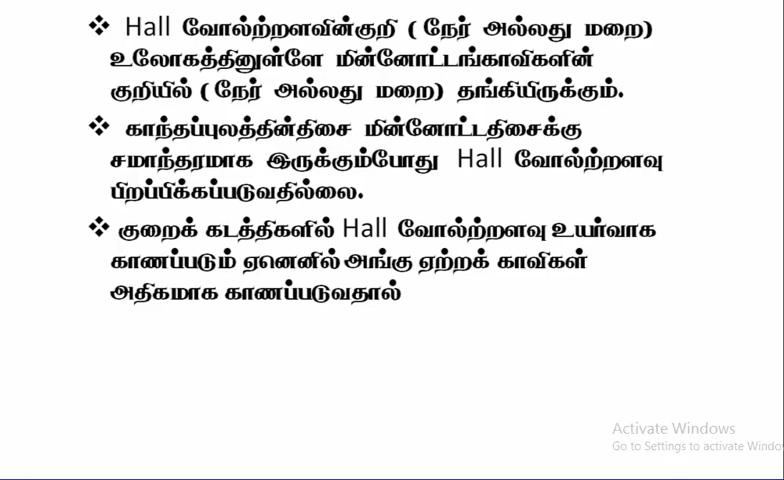 ❖ Hall வோல்ற்றளவின்குறி ( நேர் அல்லது மறை)
உலோகத்தினுள்ளே மின்னோட்டங்காவிகளின்
குறியில் ( நேர் அல்லது மறை) தங்கியிருக்கும்.
❖ காந்தப்புலத்தின்திசை மின்னோட்டதிசைக்கு
சமாந்தரமாக இருக்கும்போது Hall வோல்ற்றளவு
பிறப்பிக்கப்படுவதில்லை.
❖ குறைக் கடத்திகளில் Hall வோல்ற்றளவு உயர்வாக
காணப்படும் ஏனெனில் அங்கு ஏற்றக் காவிகள்
அதிகமாக காணப்படுவதால்
Activate Windows
Go to Settings to activate Windo